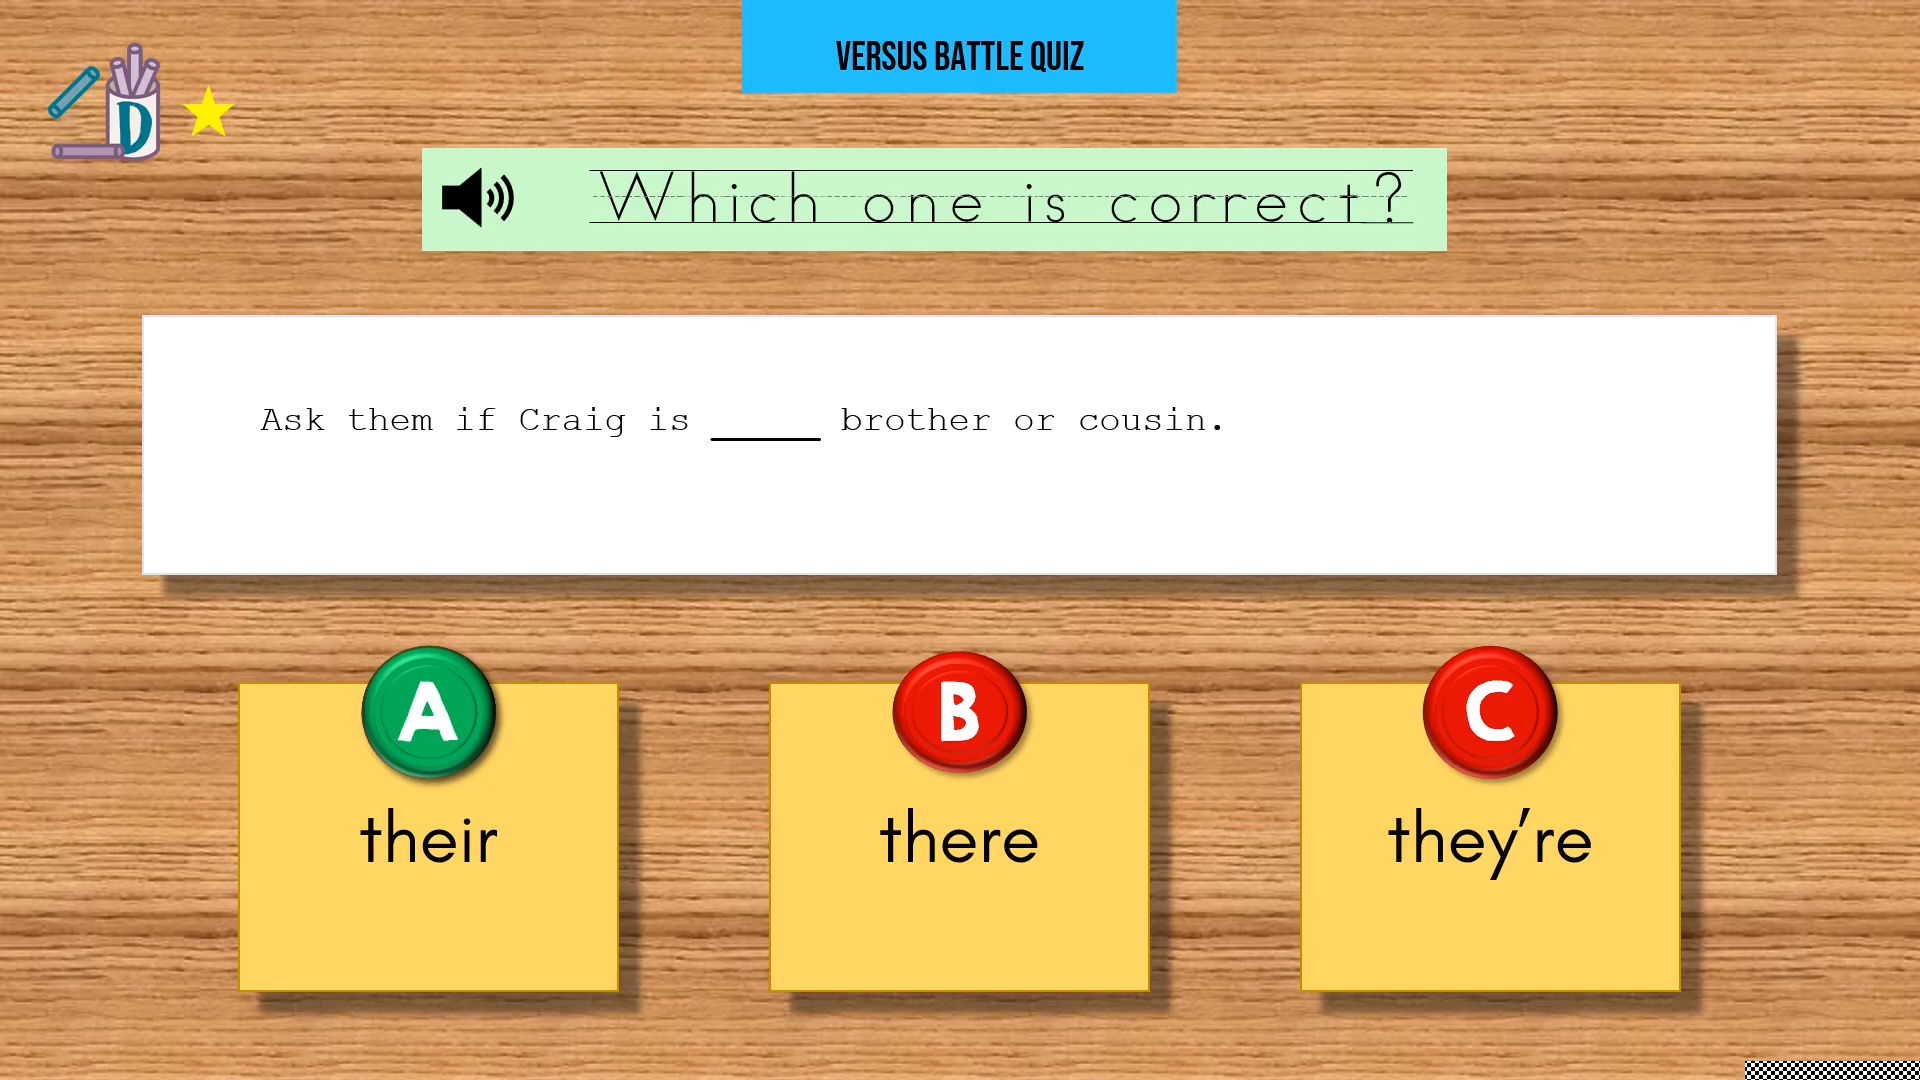 VERSUS BATTLE QUIZ
D
Which one is correct?
Ask them if Craig is _____ brother or cousin.
A
B
C
their
there
they’re